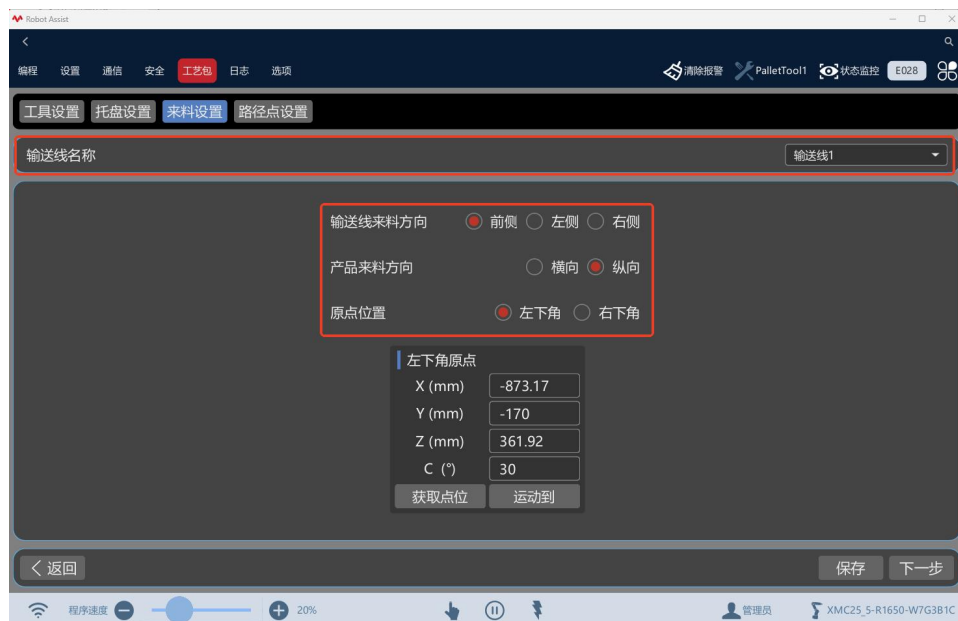 Robot Assist
编程 设置 通信 安全 工艺包 日志 选项 清除报警 PalletTool1 状态监控 E028
工具设置 托盘设置 来料设置 路径点设置
输送线名称 输送线1
输送线来料方向 前侧 左侧 右侧
产品来料方向 横向 纵向
原点位置 左下角 右下角
左下角原点
X (mm) -873.17
Y (mm) -170
Z (mm) 361.92
C (°) 30
获取点位 运动到
返回 保存 下一步
程序速度 20% 管理员 XMC25_5-R1650-W7G3B1C